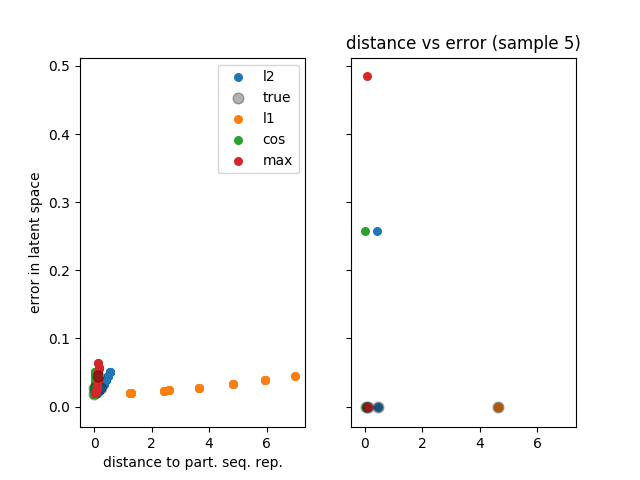 distance vs error (sample 5)
error in latent space
0.5
0.4
0.3
0.2
0.1
0.0
l2
true
l1
cos
max
0 2 4 6
distance to part. seq. rep.
0 2 4 6